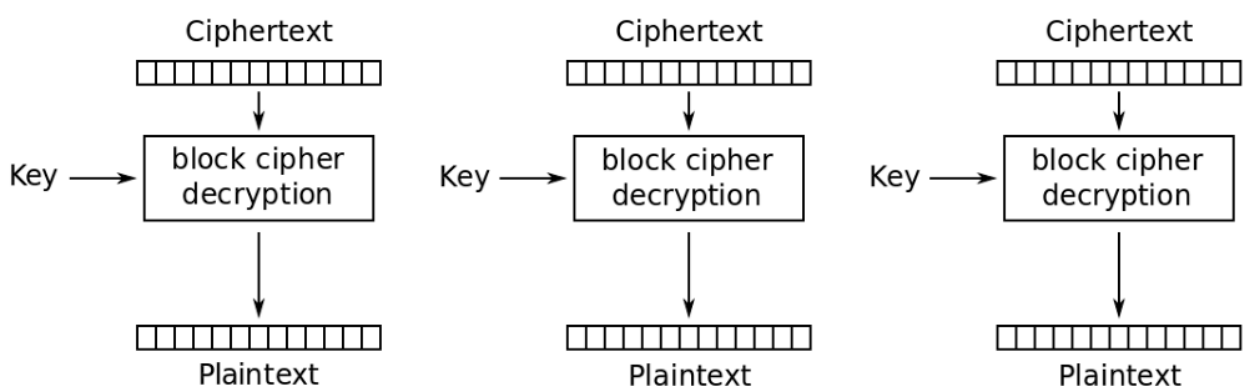 Ciphertext Ciphertext Ciphertext
Key block cipher decryption Key block cipher decryption Key block cipher decryption
Plaintext Plaintext Plaintext